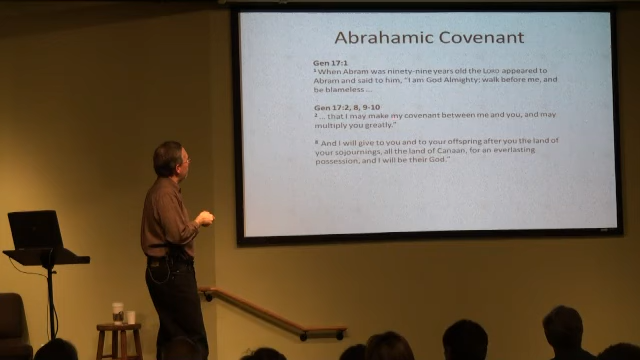 Abrahamic Covenant
Gen 17:1
1 When Abram was ninety-nine years old the LORD appeared to
Abram and said to him, "I am God Almighty; walk before me, and
be blameless ...
Gen 17:2, 8, 9-10
2 ... that I may make my covenant between me and you, and may
multiply you greatly."
8 And I will give to you and to your offspring after you the land of
your sojournings, all the land of Canaan, for an everlasting
possession, and I will be their God."